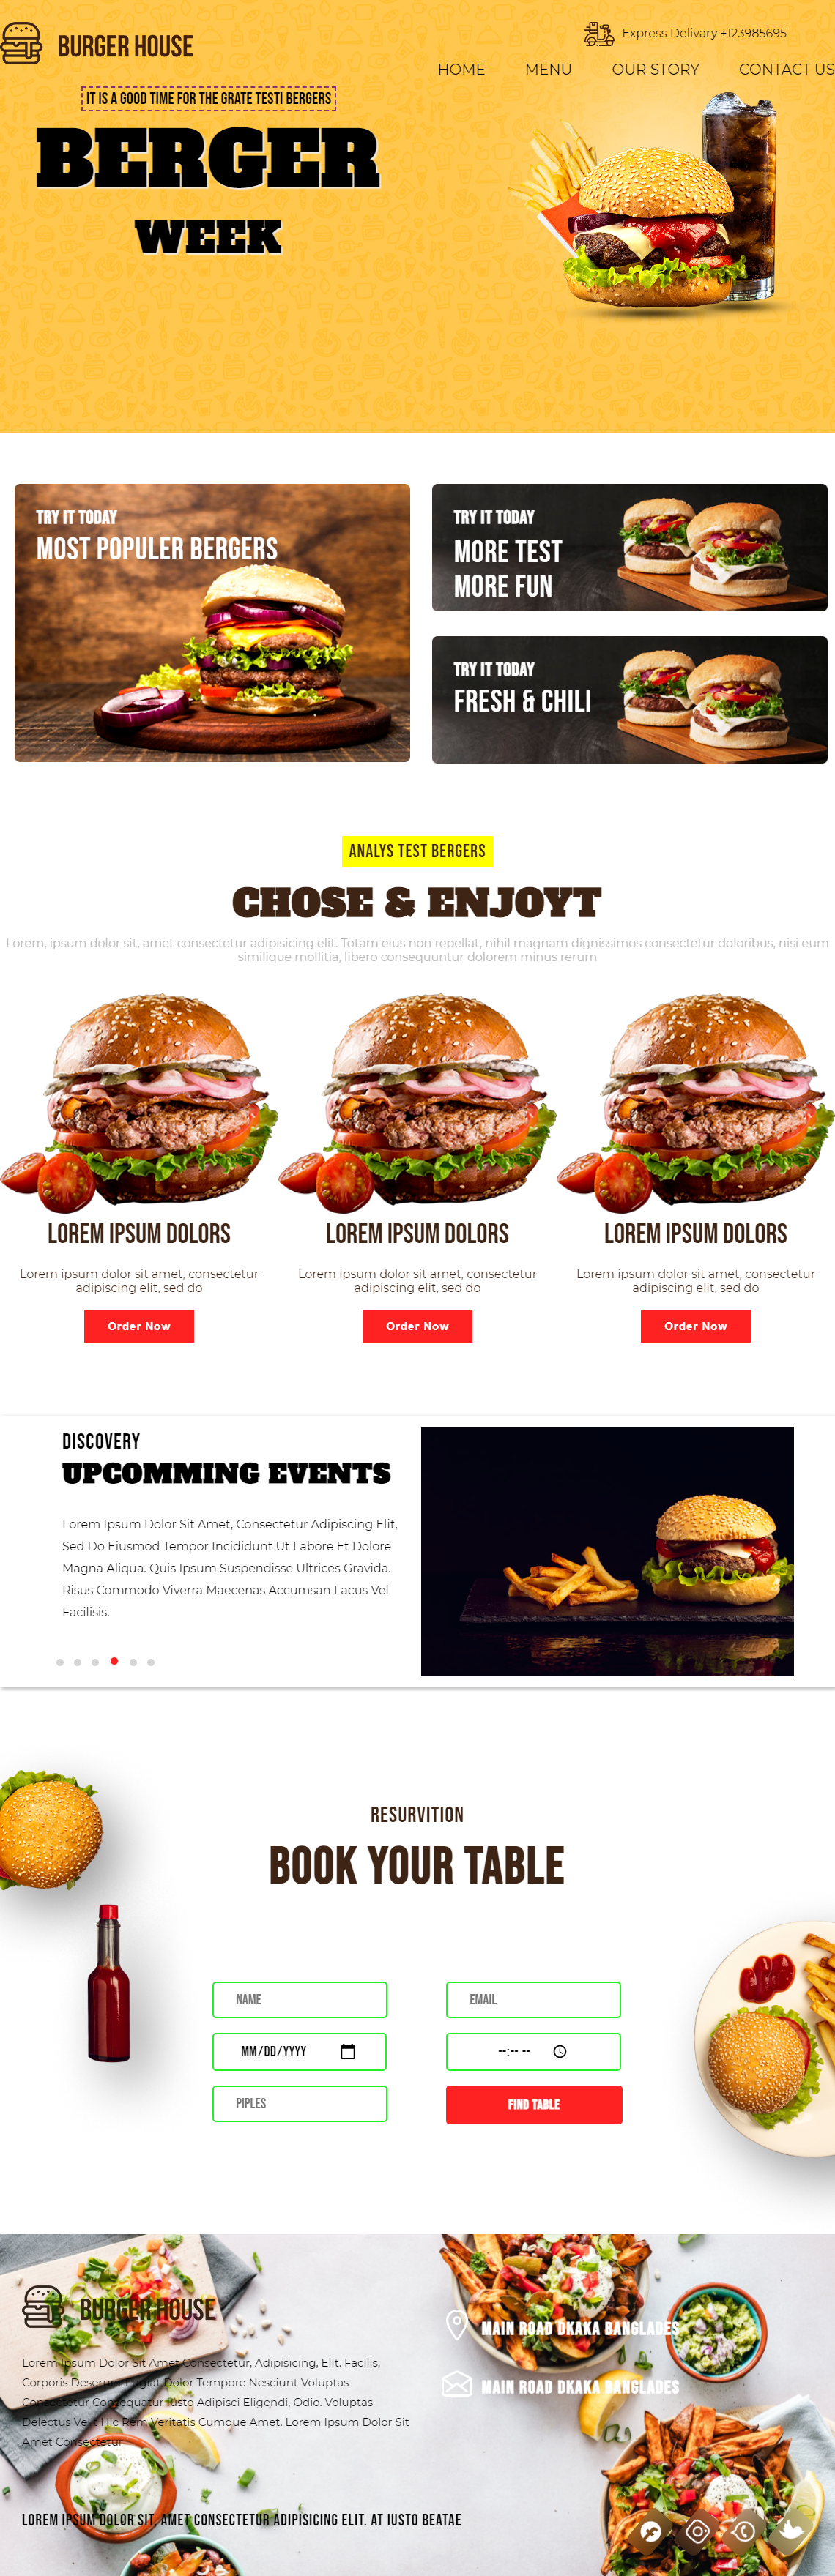 BURGER HOUSE
Express Delivery +123985695
HOME MENU OUR STORY CONTACT US
IT IS A GOOD TIME FOR THE GRATE TESTI BERGERS
BERGER
WEEK
TRY IT TODAY
MOST POPULER BERGERS
TRY IT TODAY
MORE TEST
MORE FUN
TRY IT TODAY
FRESH & CHILI
ANALYS TEST BERGERS
CHOSE & ENJOYT
Lorem, ipsum dolor sit, amet consectetur adipisicing elit. Totam eius non repellat, nihil magnam dignissimos consectetur doloribus, nisi eum
similique mollitia, libero consequuntur dolorem minus rerum
LOREM IPSUM DOLORS
Lorem ipsum dolor sit amet, consectetur
adipiscing elit, sed do
Order Now
LOREM IPSUM DOLORS
Lorem ipsum dolor sit amet, consectetur
adipiscing elit, sed do
Order Now
LOREM IPSUM DOLORS
Lorem ipsum dolor sit amet, consectetur
adipiscing elit, sed do
Order Now
DISCOVERY
UPCOMMING EVENTS
Lorem Ipsum Dolor Sit Amet, Consectetur Adipiscing Elit,
Sed Do Eiusmod Tempor Incididunt Ut Labore Et Dolore
Magna Aliqua. Quis Ipsum Suspendisse Ultrices Gravida.
Risus Commodo Viverra Maecenas Accumsan Lacus Vel
Facilisis.
RESURVITION
BOOK YOUR TABLE
NAME
EMAIL
MM/DD/YYYY
--:-- --
PIPLES
FIND TABLE
BURGER HOUSE
Lorem Ipsum Dolor Sit Amet Consectetur, Adipisicing, Elit. Facilis,
Corporis Deserunt Fugiat Dolor Tempore Nesciunt Voluptas
Consectetur Consequatur Iusto Adipisci Eligendi, Odio. Voluptas
Delectus Velit Hic Rem Veritatis Cumque Amet. Lorem Ipsum Dolor Sit
Amet Consectetur
MAIN ROAD DKAKA BANGLADES
MAIN ROAD DKAKA BANGLADES
LOREM IPSUM DOLOR SIT, AMET CONSECTETUR ADIPISICING ELIT. AT IUSTO BEATAE